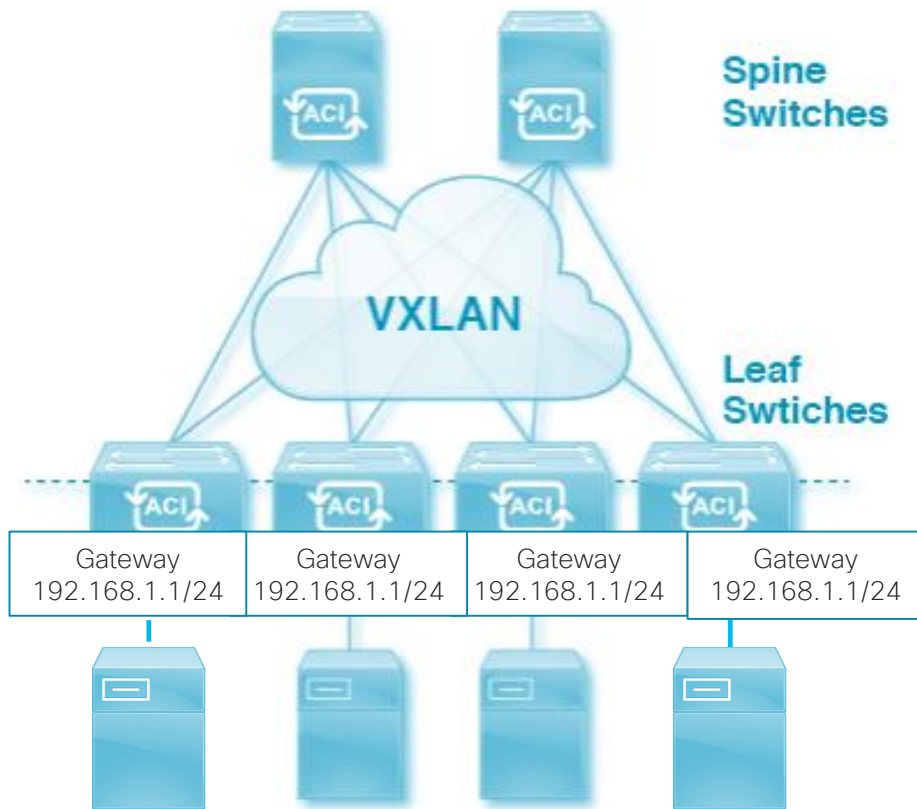 ACI
ACI
Spine
Switches
VXLAN
Leaf
Swtiches
ACI
ACI
ACI
ACI
Gateway
192.168.1.1/24
Gateway
192.168.1.1/24
Gateway
192.168.1.1/24
Gateway
192.168.1.1/24